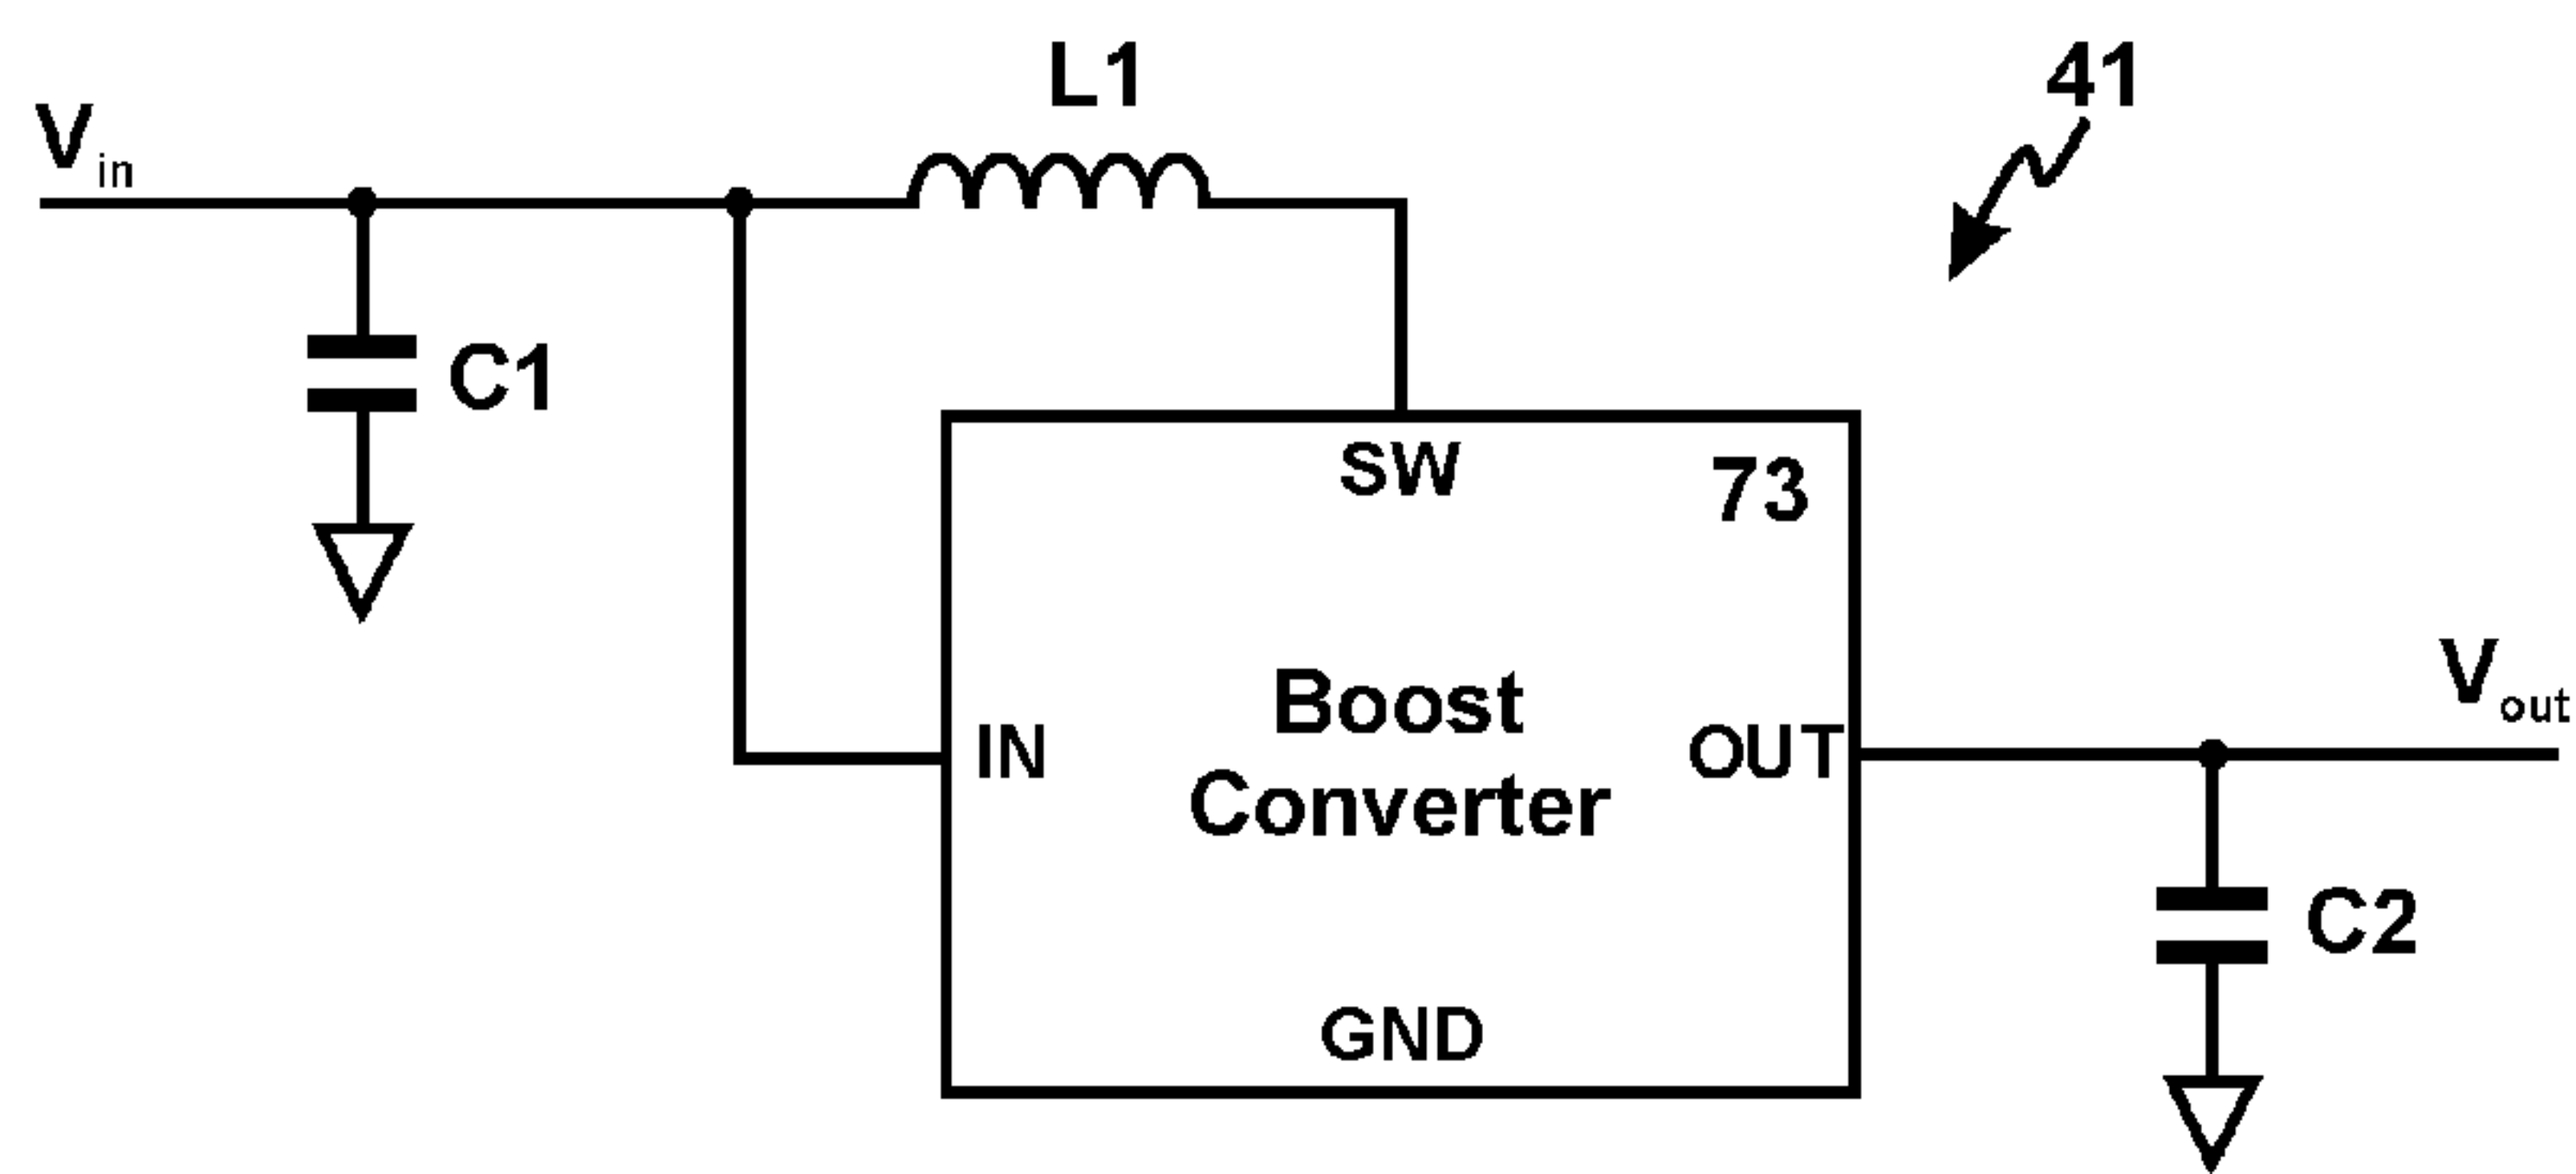 L1
41
Vin
C1
SW
73
Boost
Converter
IN
OUT
Vout
C2
GND